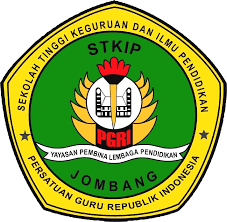 SEKOLAH TINGGI KEGURUAN DAN ILMU PENDIDIKAN
STKIP
PGRI
YAYASAN PEMBINA LEMBAGA PENDIDIKAN
JOMBANG
PERSATUAN GURU REPUBLIK INDONESIA